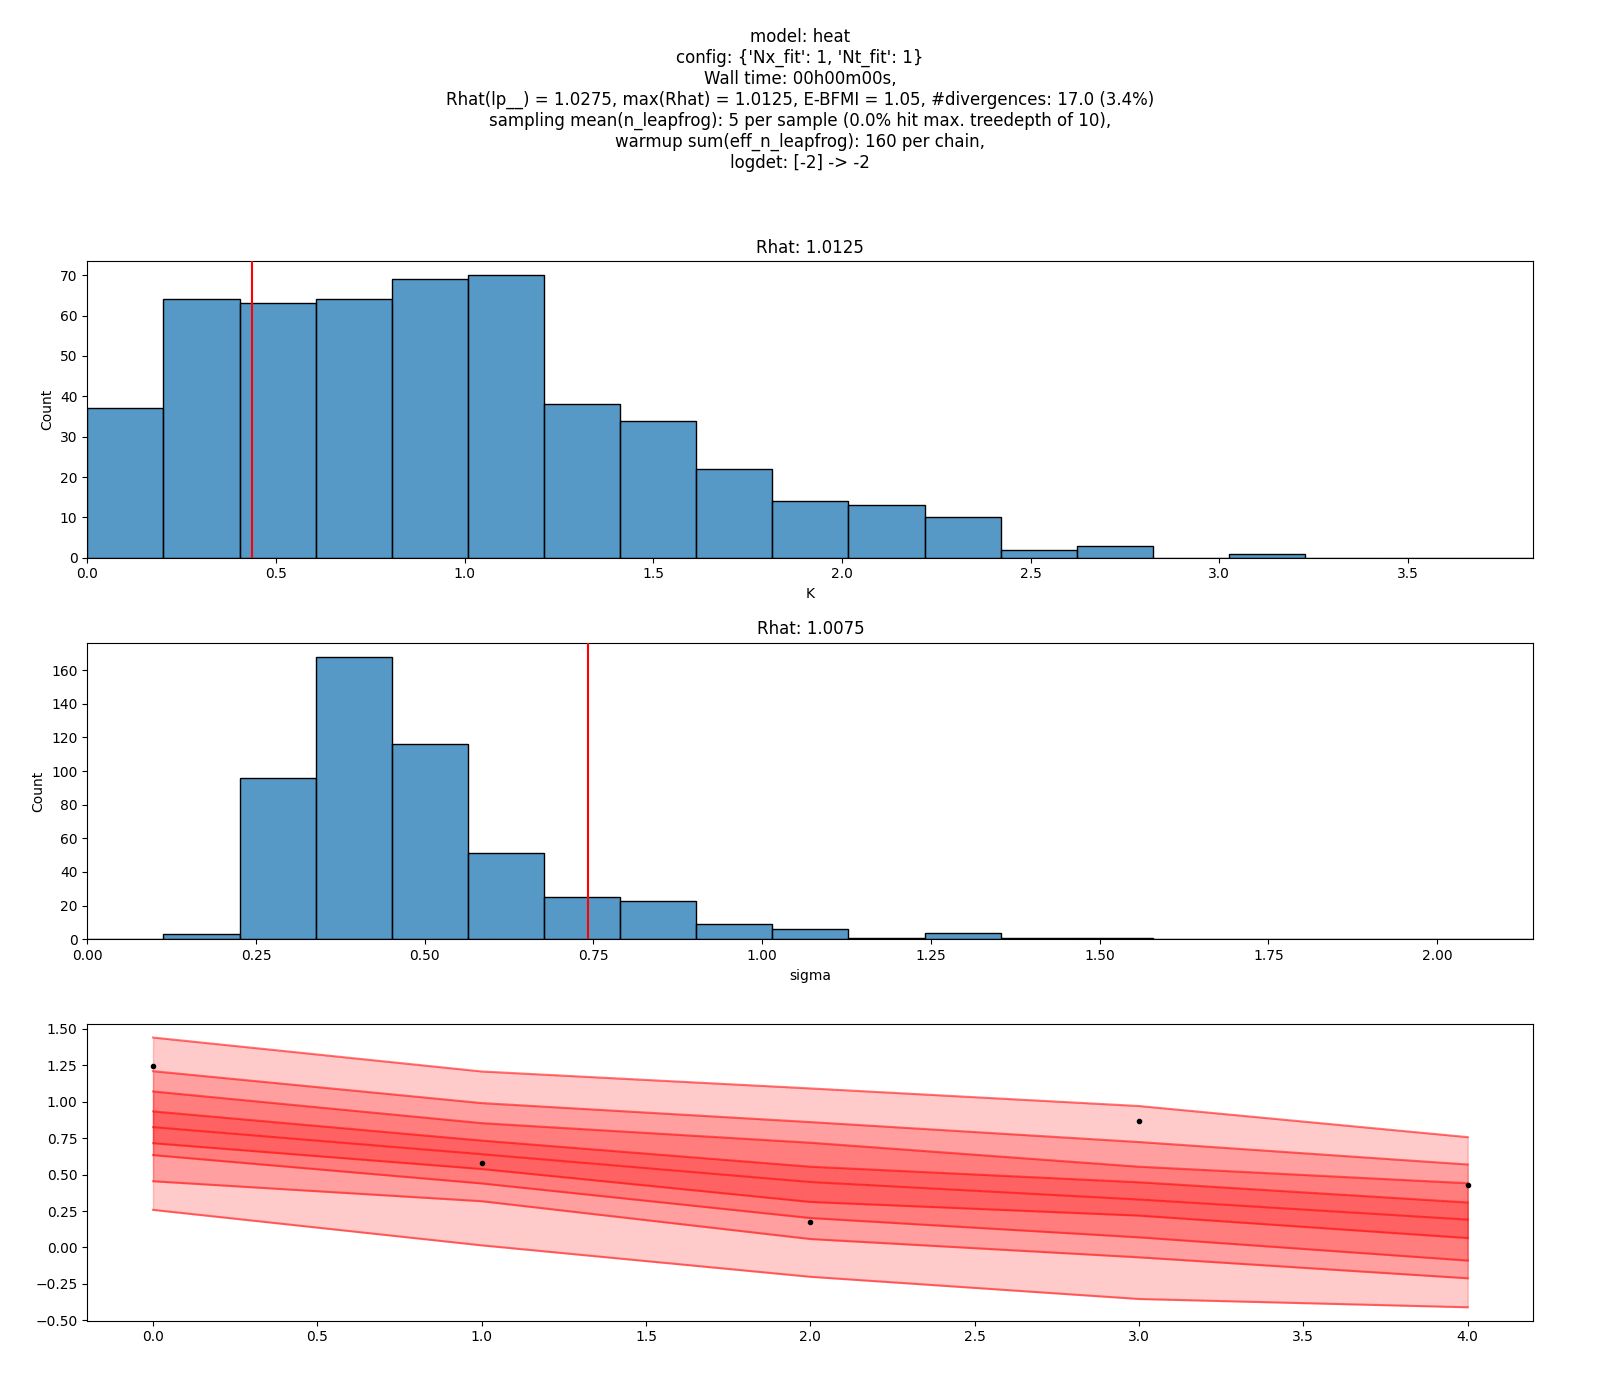 model: heat
config: {'Nx_fit': 1, 'Nt_fit': 1}
Wall time: 00h00m00s,
Rhat(lp__) = 1.0275, max(Rhat) = 1.0125, E-BFMI = 1.05, #divergences: 17.0 (3.4%)
sampling mean(n_leapfrog): 5 per sample (0.0% hit max. treedepth of 10),
warmup sum(eff_n_leapfrog): 160 per chain,
logdet: [-2] -> -2
Rhat: 1.0125
70
60
50
40
30
20
10
0
Count
0.0 0.5 1.0 1.5 2.0 2.5 3.0 3.5
K
Rhat: 1.0075
160
140
120
100
80
60
40
20
0
Count
0.00 0.25 0.50 0.75 1.00 1.25 1.50 1.75 2.00
sigma
1.50
1.25
1.00
0.75
0.50
0.25
0.00
−0.25
−0.50
0.0 0.5 1.0 1.5 2.0 2.5 3.0 3.5 4.0